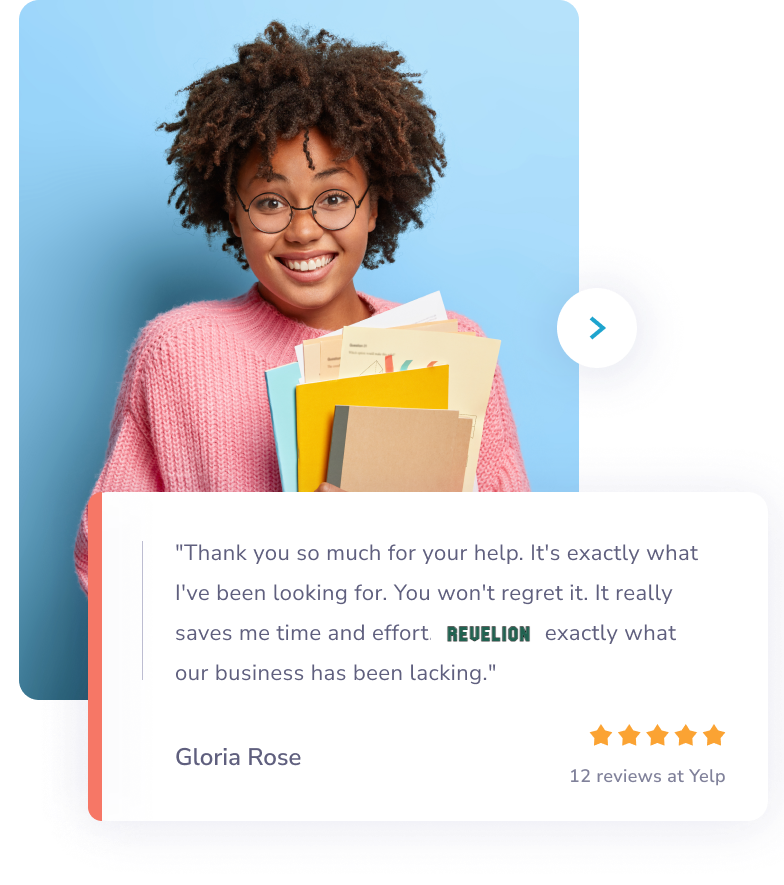 "Thank you so much for your help. It's exactly what
I've been looking for. You won't regret it. It really
saves me time and effort. REVELION exactly what
our business has been lacking."
Gloria Rose
12 reviews at Yelp